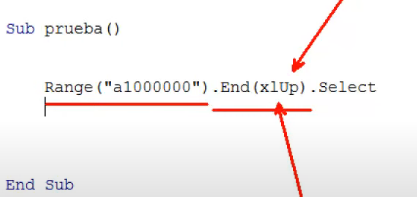 Sub prueba()
Range("a1000000").End(xlUp).Select
End Sub